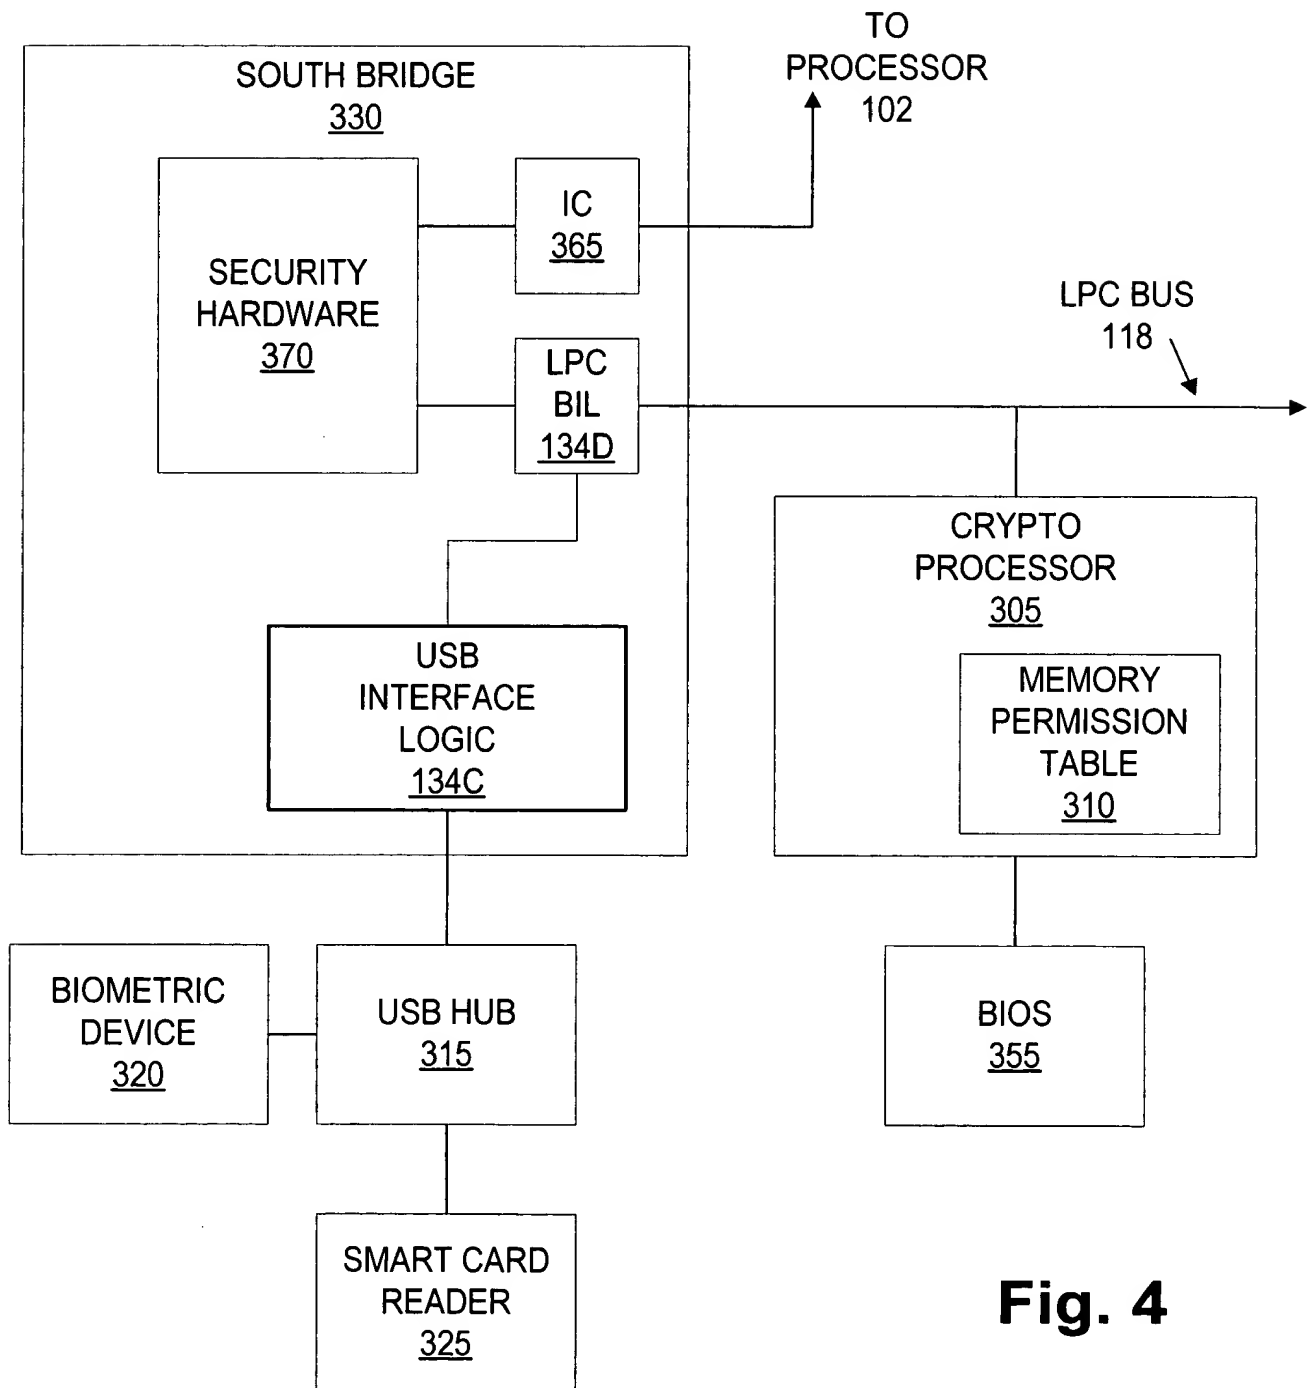 TO
PROCESSOR
102
SOUTH BRIDGE
330
IC
365
SECURITY
HARDWARE
370
LPC BUS
118
LPC
BIL
134D
CRYPTO
PROCESSOR
305
USB
INTERFACE
LOGIC
134C
MEMORY
PERMISSION
TABLE
310
BIOMETRIC
DEVICE
320
USB HUB
315
BIOS
355
SMART CARD
READER
325
Fig. 4